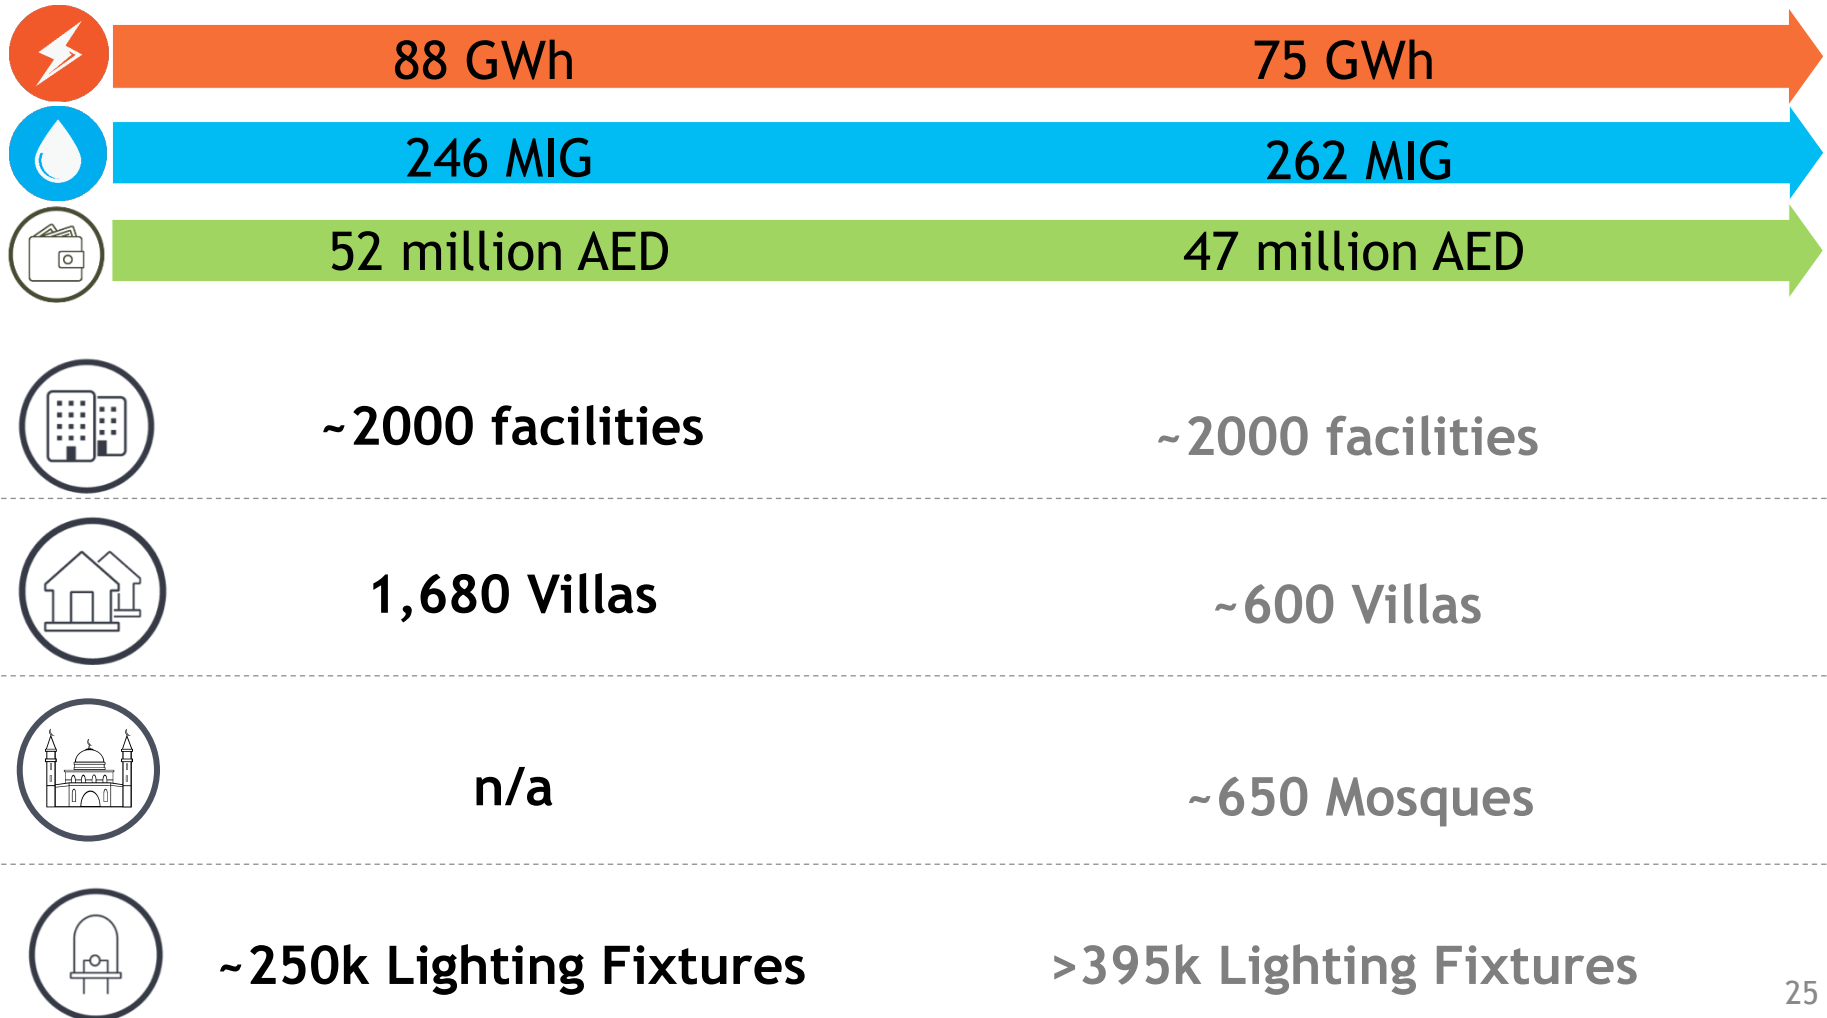 88 GWh 75 GWh
246 MIG 262 MIG
52 million AED 47 million AED
~2000 facilities ~2000 facilities
1,680 Villas ~600 Villas
n/a ~650 Mosques
~250k Lighting Fixtures >395k Lighting Fixtures
25